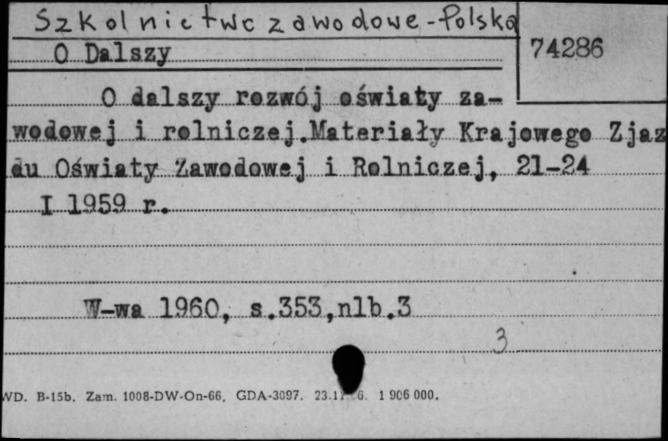 Szkolnictwo zawodowe - Polska
74286
O Dalszy
O dalszy rozwój oświaty za-
wodowej i rolniczej.Materiały Krajowego Zjaz
du Oświaty Zawodowej i Rolniczej, 21-24
I 1959 r.
W-wa 1960, s.353,nlb.3
3
WD. B-15b. Zam. 1008-DW-On-66. GDA-3097. 1 906 000.